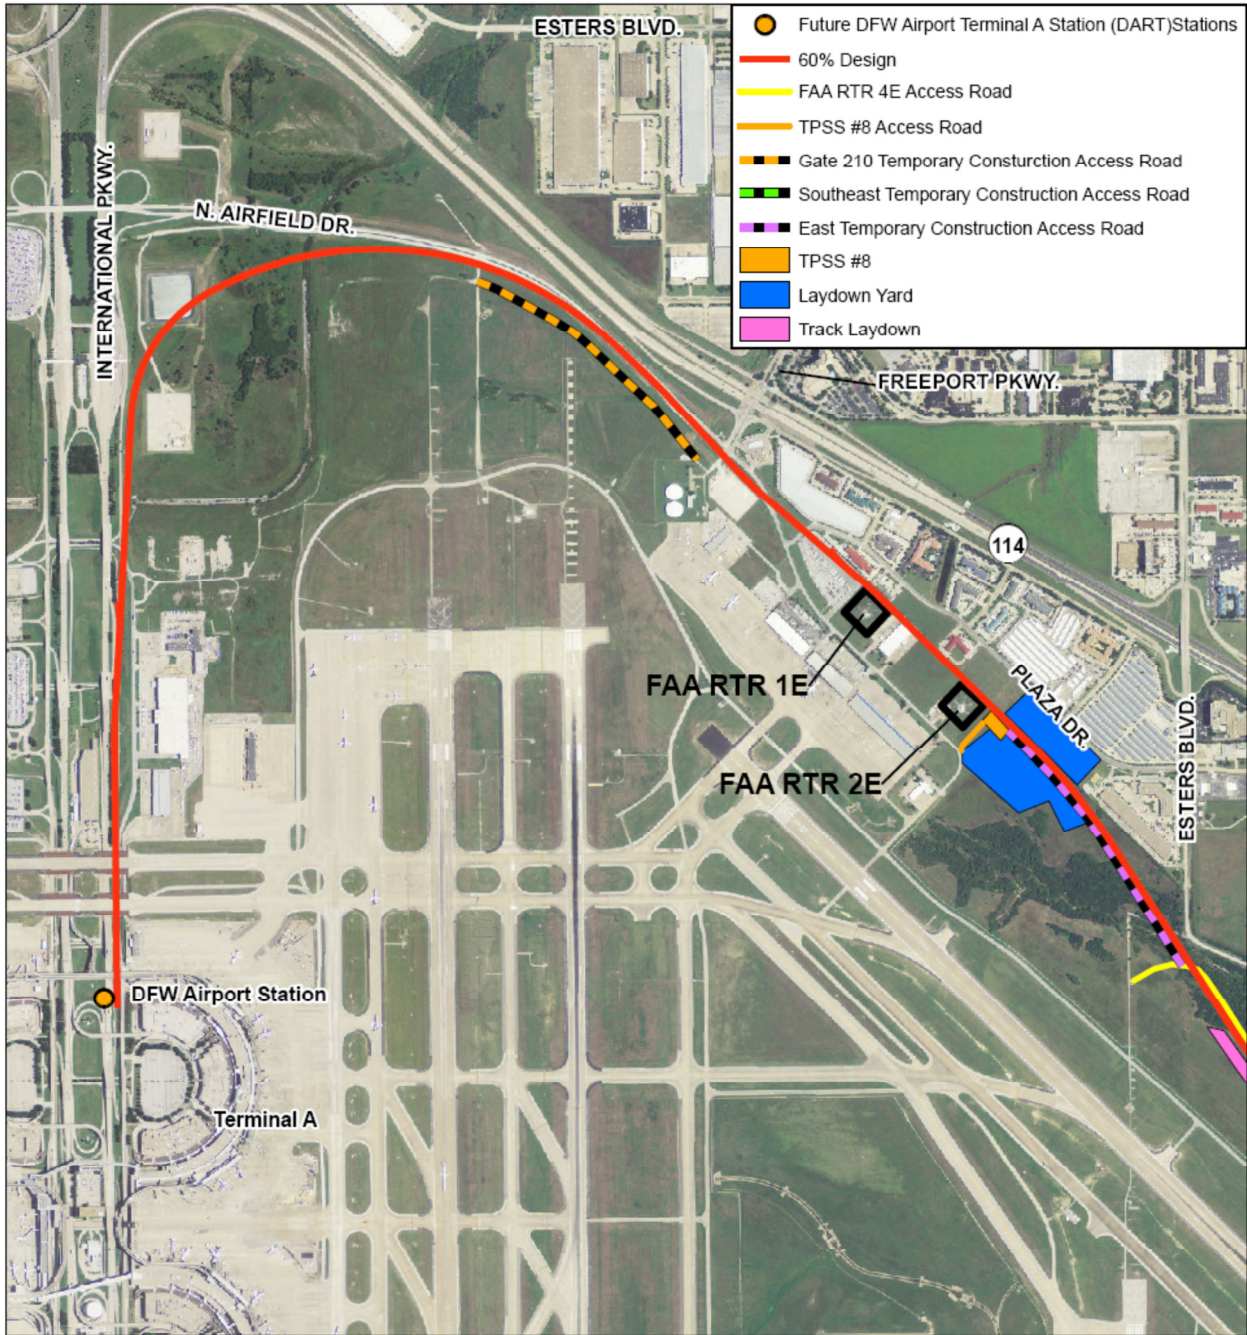 ESTERS BLVD.
Future DFW Airport Terminal A Station (DART)Stations
60% Design
FAA RTR 4E Access Road
TPSS #8 Access Road
Gate 210 Temporary Consturction Access Road
Southeast Temporary Construction Access Road
East Temporary Construction Access Road
TPSS #8
Laydown Yard
Track Laydown
INTERNATIONAL PKWY.
N. AIRFIELD DR.
FREEPORT PKWY.
114
FAA RTR 1E
PLAZA DR.
FAA RTR 2E
ESTERS BLVD.
DFW Airport Station
Terminal A